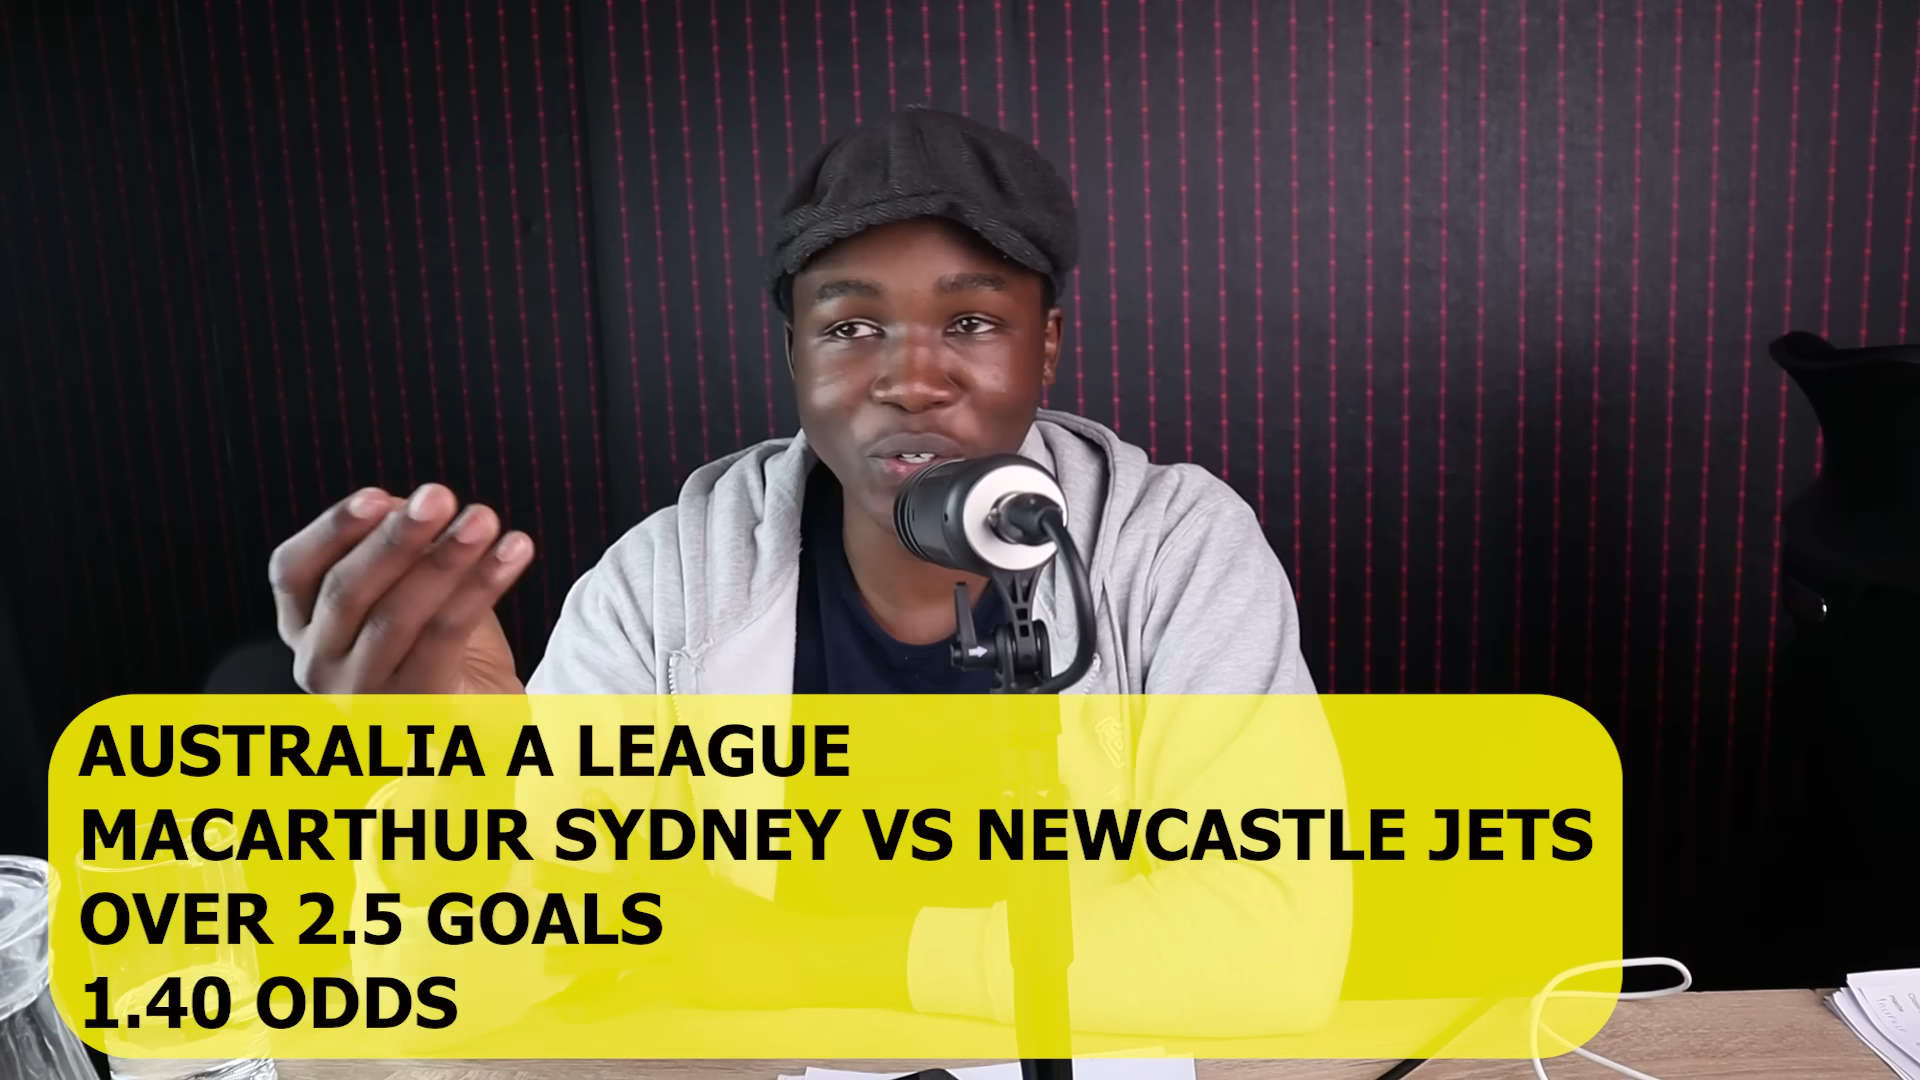 AUSTRALIA A LEAGUE
MACARTHUR SYDNEY VS NEWCASTLE JETS
OVER 2.5 GOALS
1.40 ODDS